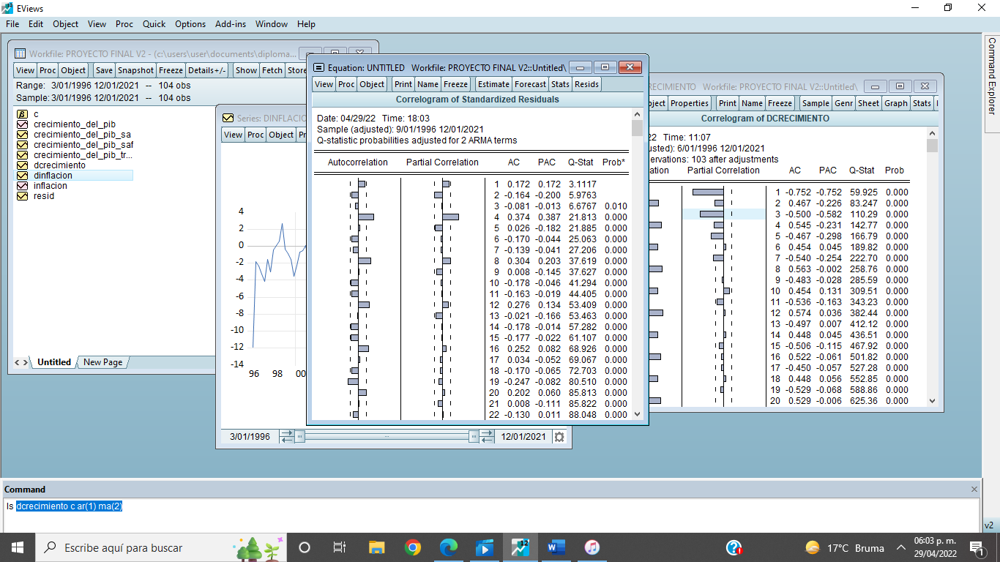 EViews
File Edit Object View Proc Quick Options Add-ins Window Help
Workfile: PROYECTO FINAL V2 - (c:\users\user\documents\diploma...
View Proc Object Save Snapshot Freeze Details+/- Show Fetch Store
Range: 3/01/1996 12/01/2021 -- 104 obs
Sample: 3/01/1996 12/01/2021 -- 104 obs
c
crecimiento_del_pib
crecimiento_del_pib_sa
crecimiento_del_pib_saf
crecimiento_del_pib_tr...
dcrecimiento
dinflacion
inflacion
resid
Untitled New Page
Series: DINFLACIO
View Proc Object Pr
4
2
0
-2
-4
-6
-8
-10
-12
-14
96 98 00
3/01/1996 12/01/2021
Equation: UNTITLED Workfile: PROYECTO FINAL V2::Untitled\
View Proc Object Print Name Freeze Estimate Forecast Stats Resids
Correlogram of Standardized Residuals
Date: 04/29/22 Time: 18:03
Sample (adjusted): 9/01/1996 12/01/2021
Q-statistic probabilities adjusted for 2 ARMA terms
Autocorrelation Partial Correlation AC PAC Q-Stat Prob*
1 0.172 0.172 3.1117
2 -0.164 -0.200 5.9763
3 -0.081 -0.013 6.6767 0.010
4 0.374 0.387 21.813 0.000
5 0.026 -0.182 21.885 0.000
6 -0.170 -0.044 25.063 0.000
7 -0.139 -0.041 27.206 0.000
8 0.304 0.203 37.619 0.000
9 0.008 -0.145 37.627 0.000
10 -0.178 -0.046 41.294 0.000
11 -0.163 -0.019 44.405 0.000
12 0.276 0.134 53.409 0.000
13 -0.021 -0.166 53.463 0.000
14 -0.178 -0.014 57.282 0.000
15 -0.177 -0.022 61.107 0.000
16 0.252 0.082 68.926 0.000
17 0.034 -0.052 69.067 0.000
18 -0.170 -0.065 72.703 0.000
19 -0.247 -0.082 80.510 0.000
20 0.202 0.060 85.813 0.000
21 0.008 -0.111 85.822 0.000
22 -0.130 0.011 88.048 0.000
ECIMIENTO Workfile: PROYECTO FINAL V2::Untitled\
ject Properties Print Name Freeze Sample Genr Sheet Graph Stats I
Correlogram of DCRECIMIENTO
22 Time: 11:07
usted): 6/01/1996 12/01/2021
ervations: 103 after adjustments
ation Partial Correlation AC PAC Q-Stat Prob
1 -0.752 -0.752 59.925 0.000
2 0.467 -0.226 83.247 0.000
3 -0.500 -0.582 110.29 0.000
4 0.545 -0.231 142.77 0.000
5 -0.467 -0.298 166.79 0.000
6 0.454 0.045 189.82 0.000
7 -0.540 -0.254 222.70 0.000
8 0.563 -0.002 258.76 0.000
9 -0.483 -0.028 285.59 0.000
10 0.454 0.131 309.51 0.000
11 -0.536 -0.163 343.23 0.000
12 0.574 0.036 382.44 0.000
13 -0.497 0.007 412.12 0.000
14 0.448 0.045 436.51 0.000
15 -0.506 -0.115 467.92 0.000
16 0.522 -0.061 501.82 0.000
17 -0.450 -0.057 527.28 0.000
18 0.448 0.056 552.85 0.000
19 -0.529 -0.068 588.86 0.000
20 0.529 -0.006 625.36 0.000
Command Explorer
Command
ls dcrecimiento c ar(1) ma(2)
v2
Escribe aquí para buscar
12
17°C Bruma
06:03 p. m.
29/04/2022
1